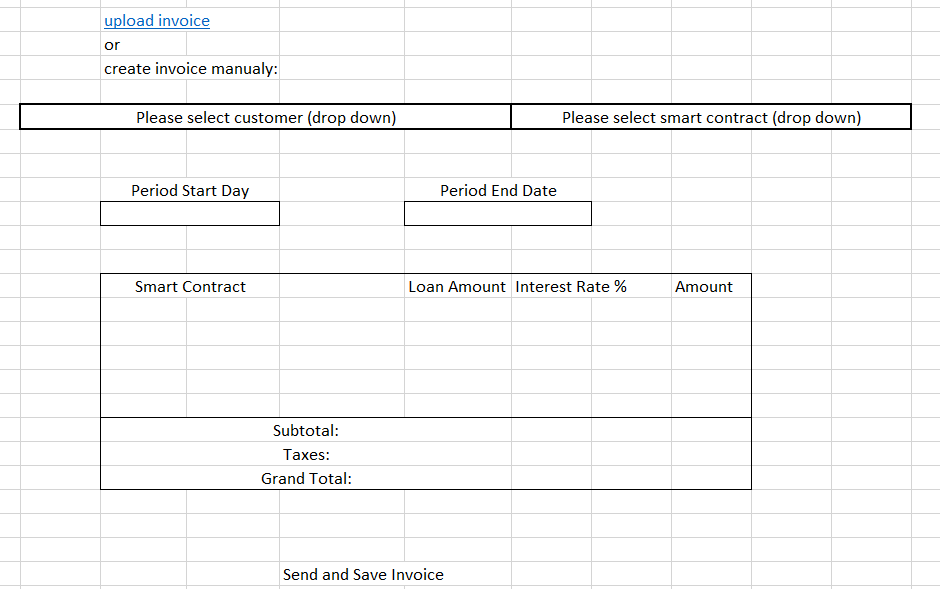 upload invoice
or
create invoice manualy:
Please select customer (drop down) Please select smart contract (drop down)
Period Start Day Period End Date
Smart Contract Loan Amount Interest Rate % Amount
Subtotal:
Taxes:
Grand Total:
Send and Save Invoice